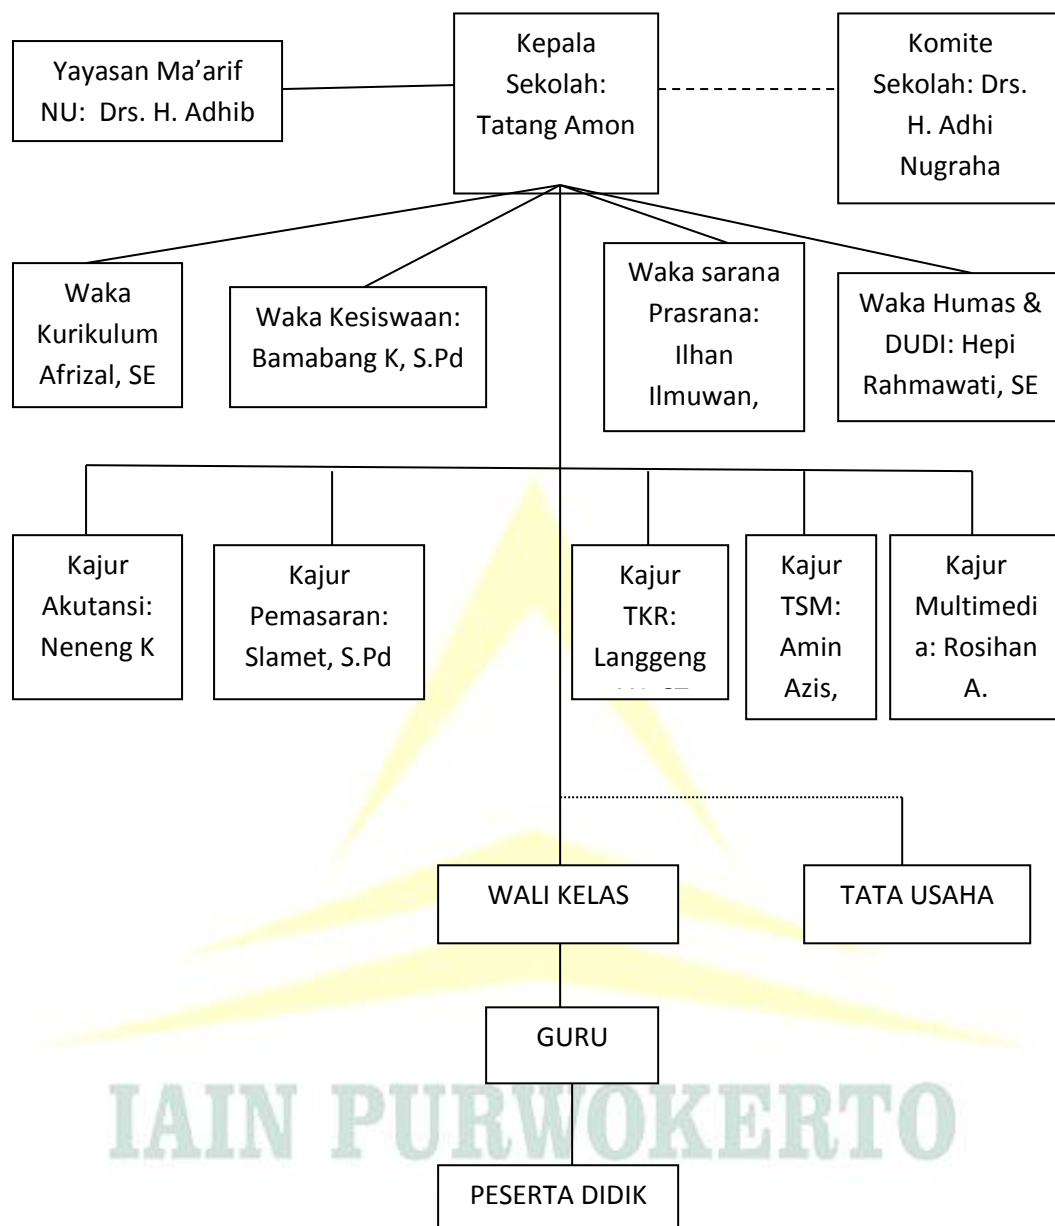 Yayasan Ma’arif
NU: Drs. H. Adhib
Kepala
Sekolah:
Tatang Amon
Komite
Sekolah: Drs.
H. Adhi
Nugraha
Waka
Kurikulum
Afrizal, SE
Waka Kesiswaan:
Bamabang K, S.Pd
Waka sarana
Prasrana:
Ilhan
Ilmuwan,
Waka Humas &
DUDI: Hepi
Rahmawati, SE
Kajur
Akutansi:
Neneng K
Kajur
Pemasaran:
Slamet, S.Pd
Kajur
TKR:
Langgeng
Kajur
TSM:
Amin
Azis,
Kajur
Multimedi
a: Rosihan
A.
WALI KELAS
TATA USAHA
GURU
IAIN PURWOKERTO
PESERTA DIDIK